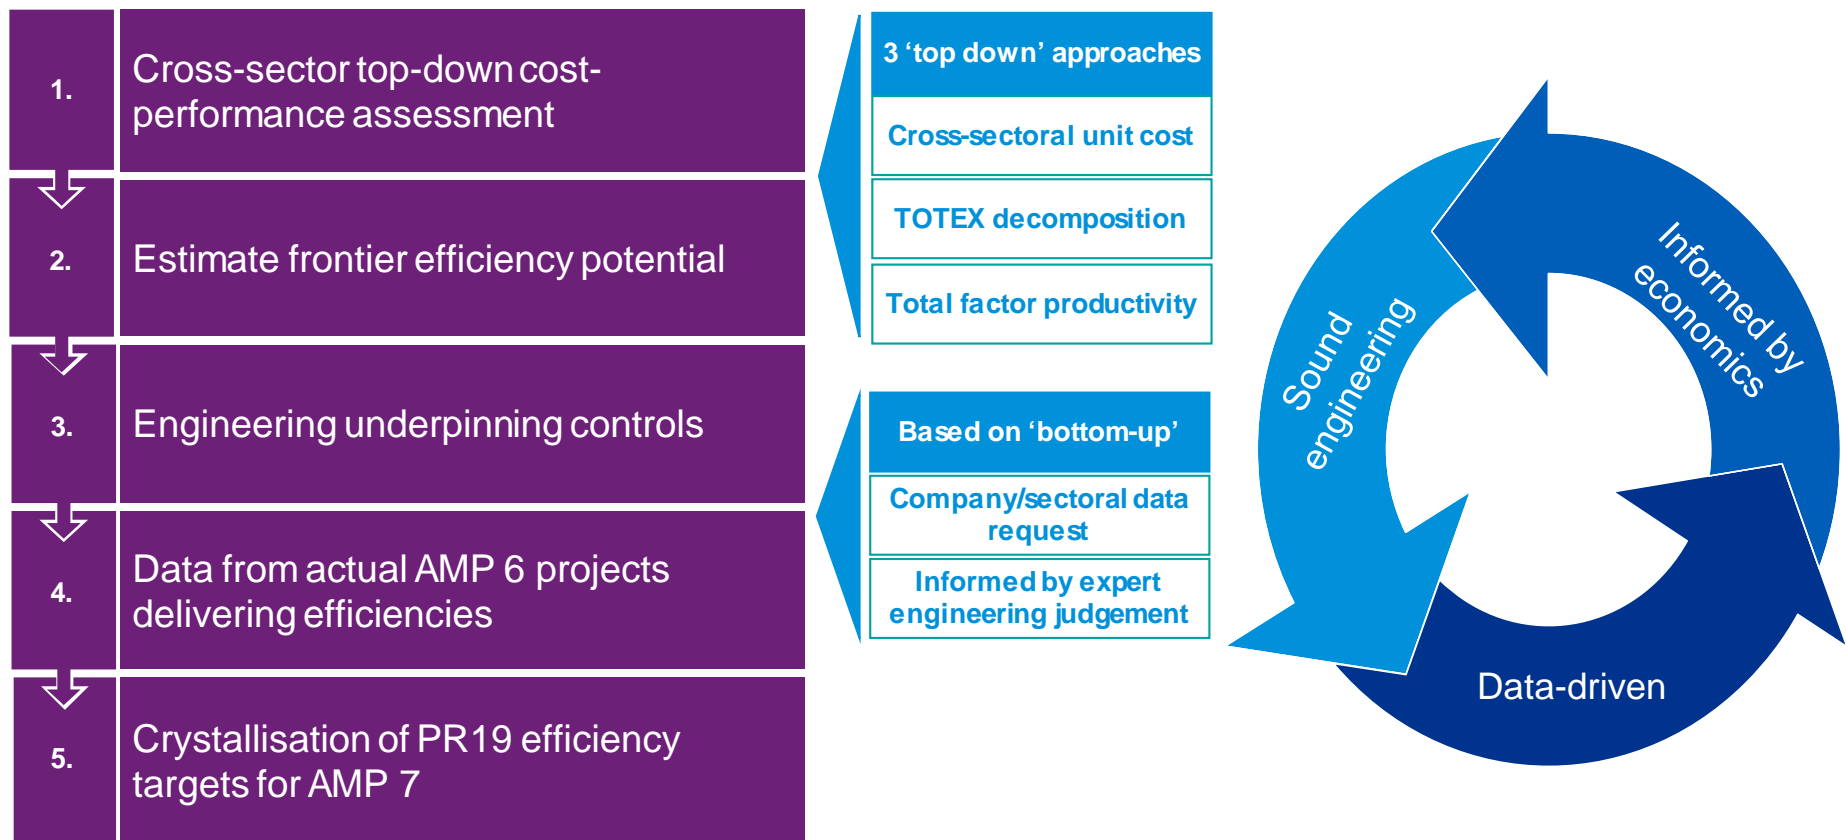 1.
Cross-sector top-down cost-
performance assessment
2.
Estimate frontier efficiency potential
3.
Engineering underpinning controls
4.
Data from actual AMP 6 projects
delivering efficiencies
5.
Crystallisation of PR19 efficiency
targets for AMP 7
3 ‘top down’ approaches
Cross-sectoral unit cost
TOTEX decomposition
Total factor productivity
Based on ‘bottom-up’
Company/sectoral data
request
Informed by expert
engineering judgement
Sound
engineering
Informed by
economics
Data-driven